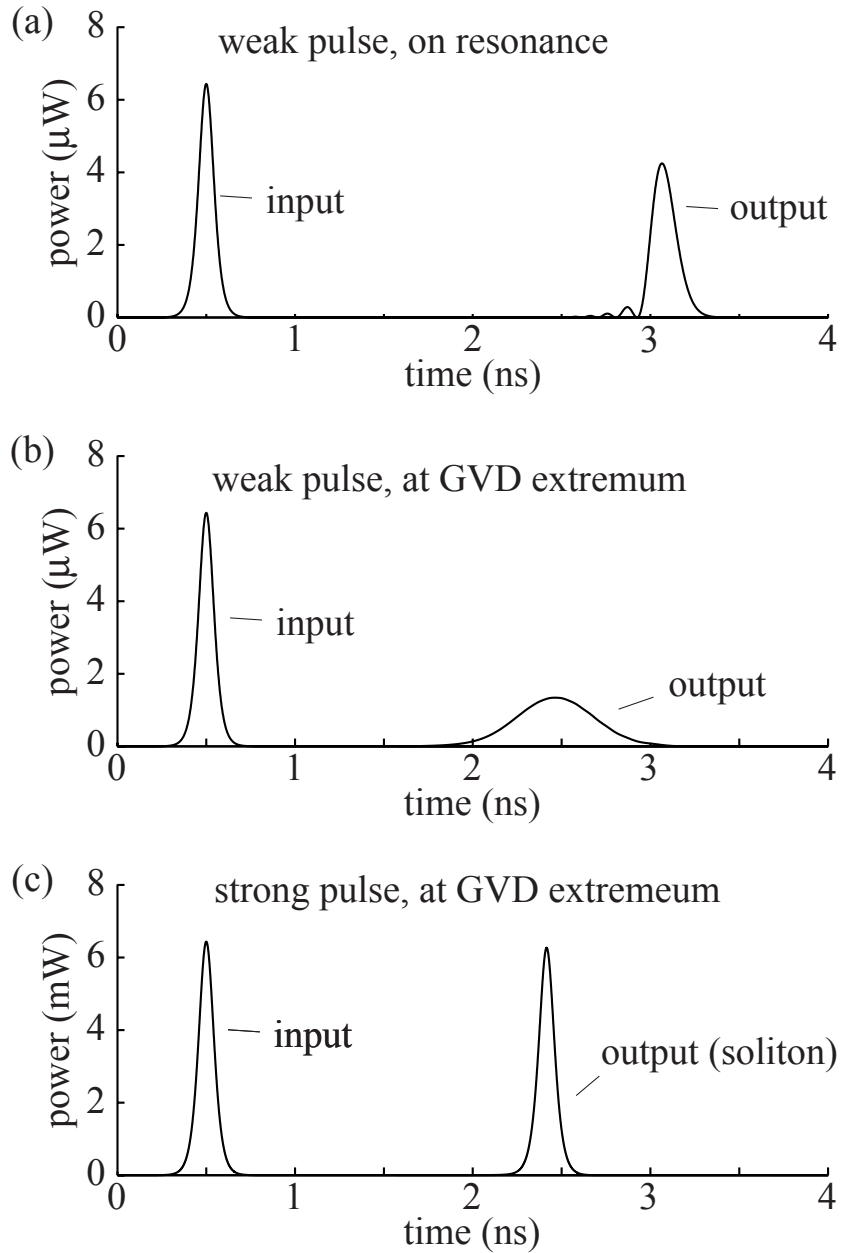 (a)
weak pulse, on resonance
8
6
4
2
0
power (μW)
input
output
0 1 2 3 4
time (ns)
(b)
weak pulse, at GVD extremum
8
6
4
2
0
power (μW)
input
output
0 1 2 3 4
time (ns)
(c)
strong pulse, at GVD extremeum
8
6
4
2
0
power (mW)
input
output (soliton)
0 1 2 3 4
time (ns)